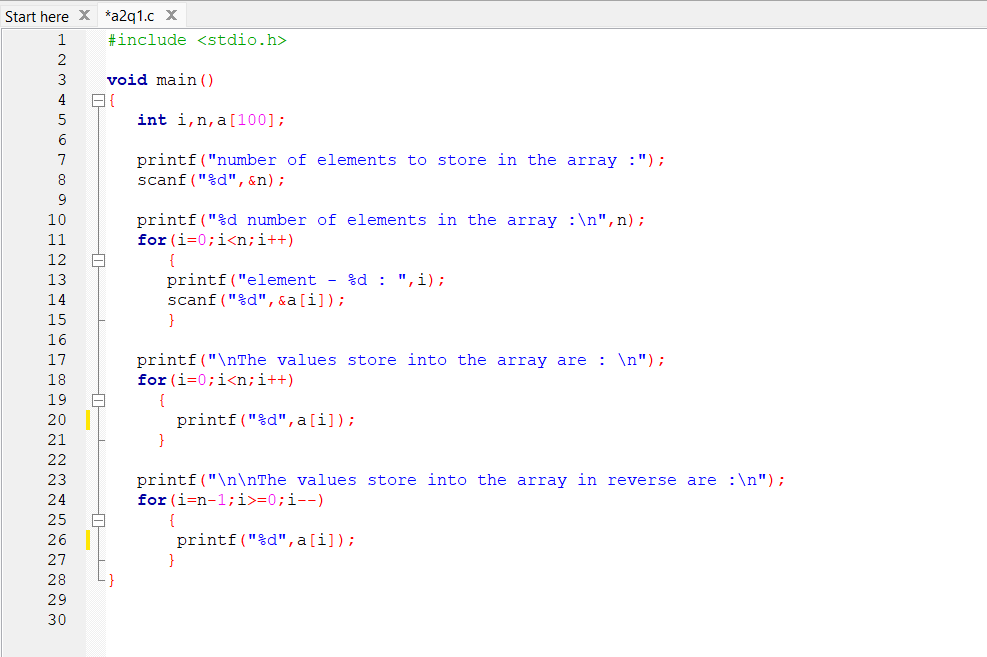 Start here X *a2q1.c X
1 #include <stdio.h>
2
3 void main()
4 {
5 int i,n,a[100];
6
7 printf("number of elements to store in the array :");
8 scanf("%d",&n);
9
10 printf("%d number of elements in the array :\n",n);
11 for(i=0;i<n;i++)
12 {
13 printf("element - %d : ",i);
14 scanf("%d",&a[i]);
15 }
16
17 printf("\nThe values store into the array are : \n");
18 for(i=0;i<n;i++)
19 {
20 printf("%d",a[i]);
21 }
22
23 printf("\n\nThe values store into the array in reverse are :\n");
24 for(i=n-1;i>=0;i--)
25 {
26 printf("%d",a[i]);
27 }
28 }
29
30